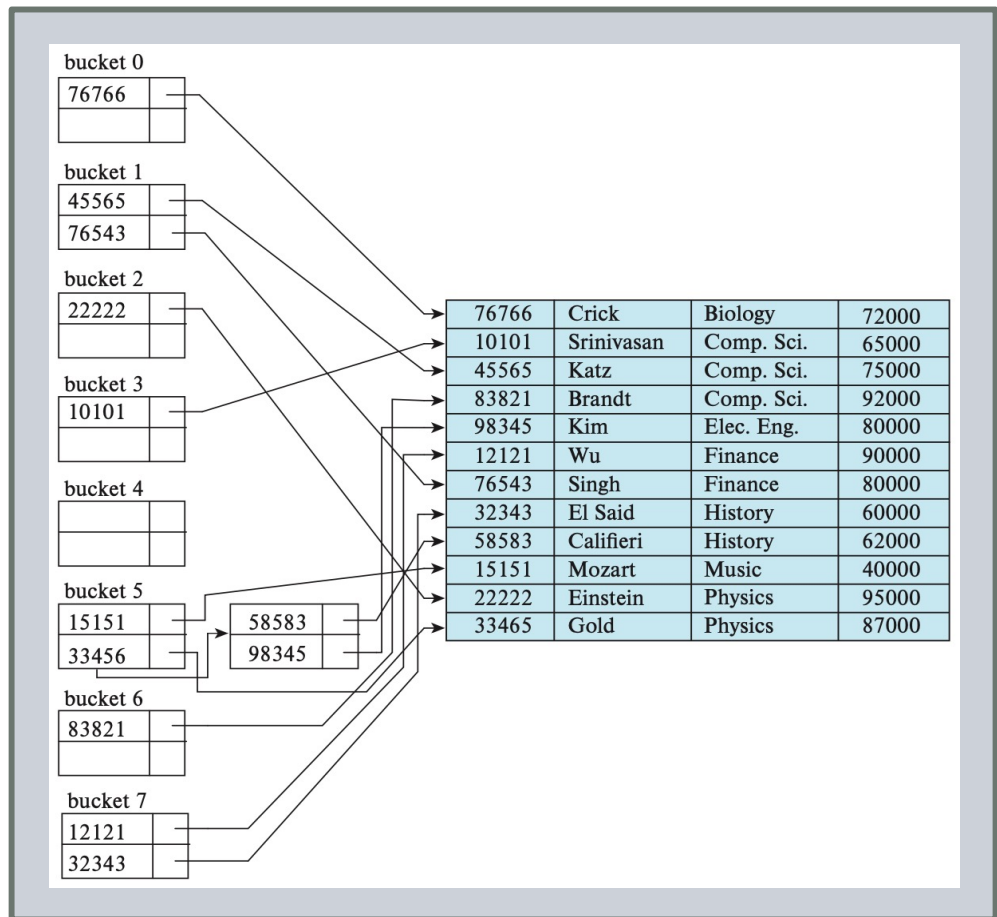 bucket 0
76766
bucket 1
45565
76543
bucket 2
22222
bucket 3
10101
bucket 4
bucket 5
15151
33456
58583
98345
bucket 6
83821
bucket 7
12121
32343
76766 Crick Biology 72000
10101 Srinivasan Comp. Sci. 65000
45565 Katz Comp. Sci. 75000
83821 Brandt Comp. Sci. 92000
98345 Kim Elec. Eng. 80000
12121 Wu Finance 90000
76543 Singh Finance 80000
32343 El Said History 60000
58583 Califieri History 62000
15151 Mozart Music 40000
22222 Einstein Physics 95000
33465 Gold Physics 87000